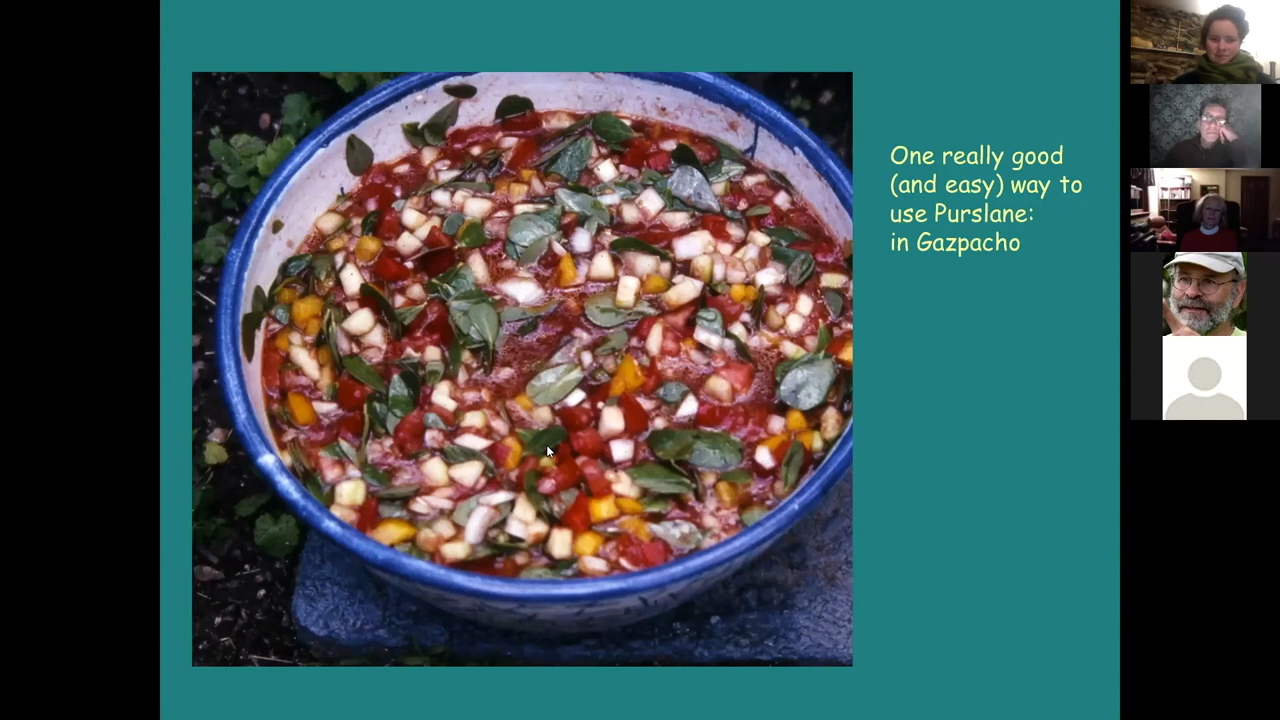 One really good
(and easy) way to
use Purslane:
in Gazpacho